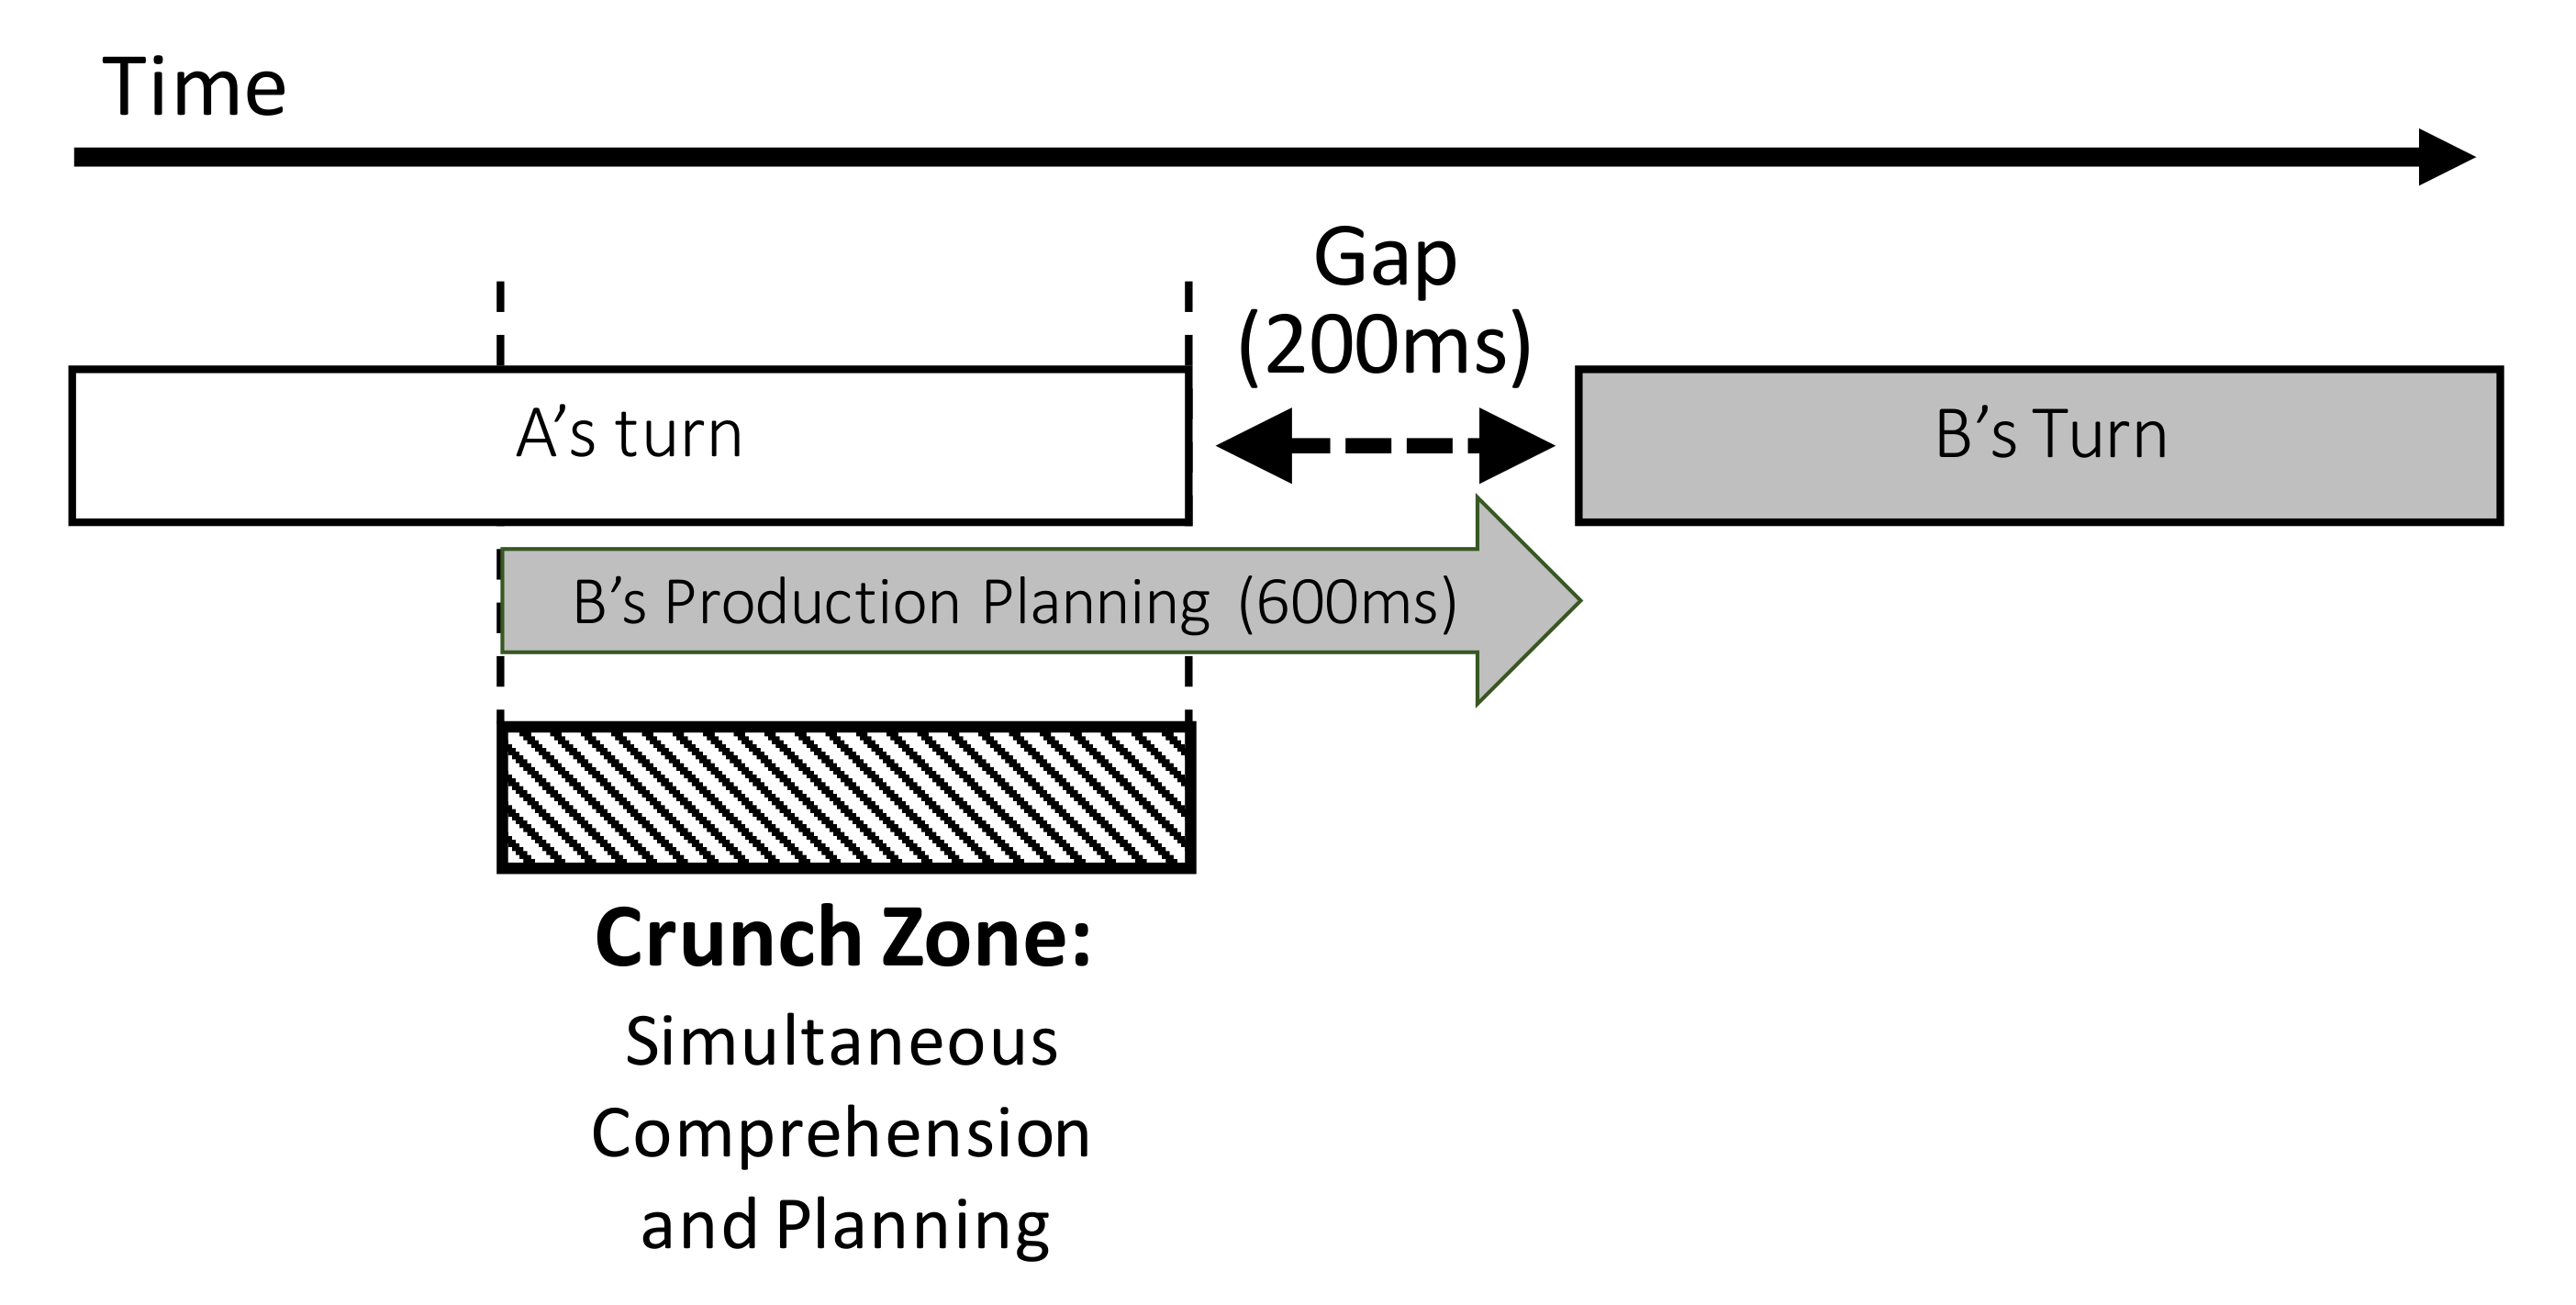 Time
Gap
(200ms)
A’s turn
B’s Turn
B’s Production Planning (600ms)
Crunch Zone:
Simultaneous
Comprehension
and Planning